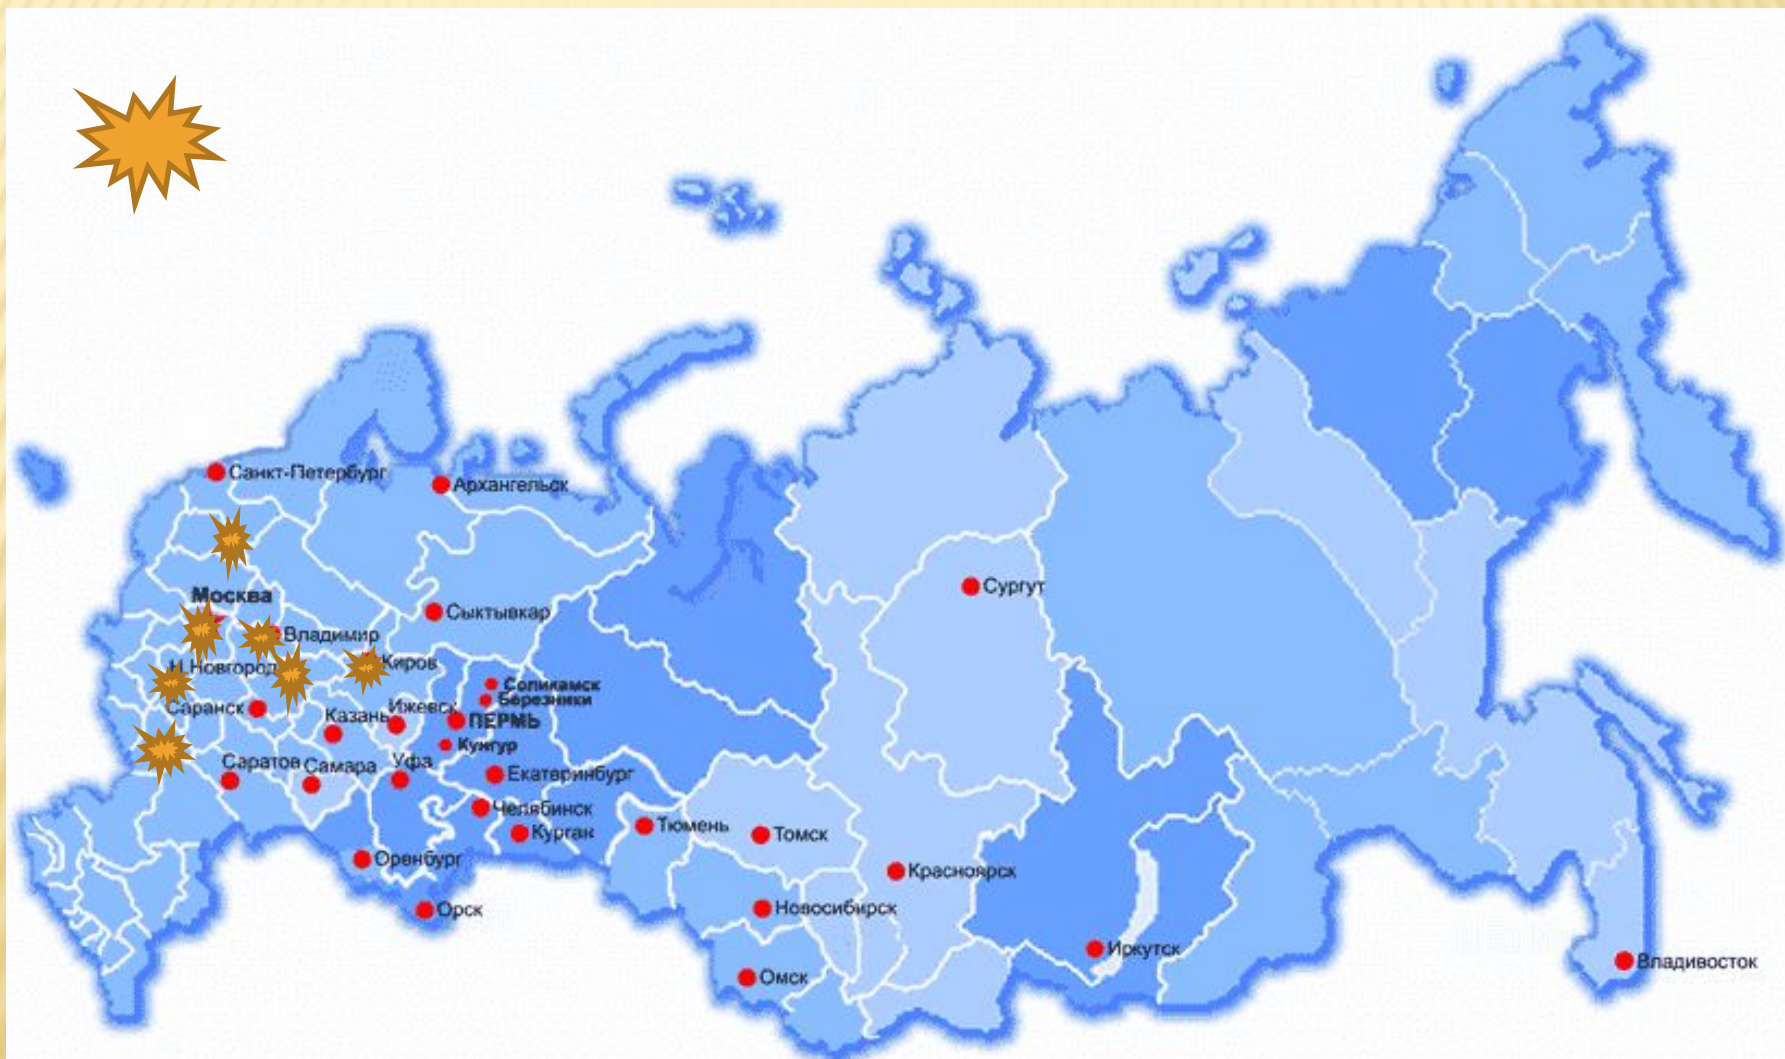 Санкт-Петербург
Архангельск
Сургут
Москва
Сыктывкар
Владимир
Киров
Н.Новгород
Соликамск
Березники
Саранск
Ижевск
Казань
ПЕРМЬ
Кунгур
Саратов
Самара
Уфа
Екатеринбург
Челябинск
Тюмень
Курган
Томск
Оренбург
Красноярск
Орск
Новосибирск
Иркутск
Владивосток
Омск